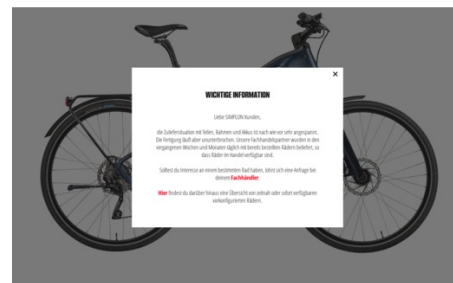 ×
WICHTIGE INFORMATION
Liebe SIMPLON Kunden,
die Zuliefersituation mit Teilen, Rahmen und Akkus ist nach wie vor sehr angespannt.
Die Fertigung läuft aber ununterbrochen. Unsere Fachhandelspartner wurden in den
vergangenen Wochen und Monaten täglich mit bereits bestellten Rädern beliefert, so
dass Räder im Handel verfügbar sind.
Solltest du Interesse an einem bestimmten Rad haben, lohnt sich eine Anfrage bei
deinem Fachhändler.
Hier findest du darüber hinaus eine Übersicht von zeitnah oder sofort verfügbaren
vorkonfigurierten Rädern.